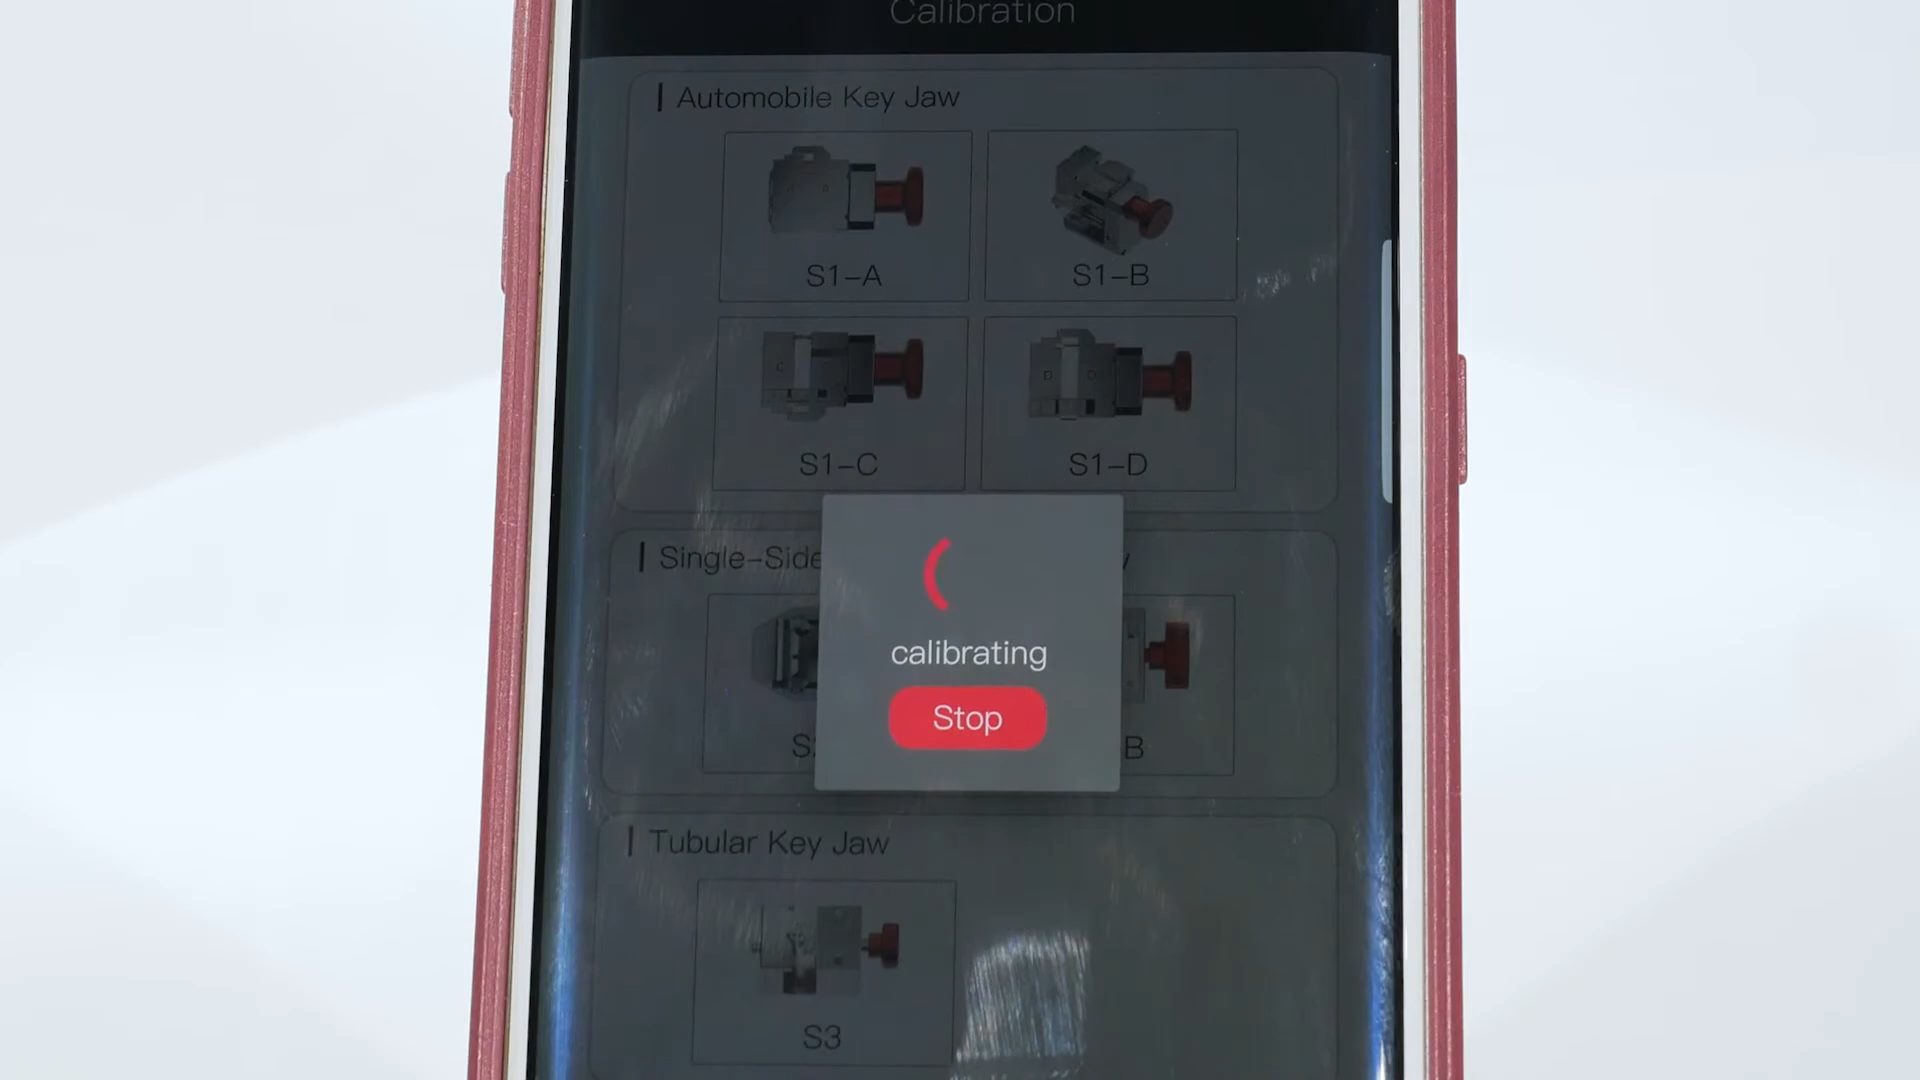 Calibration
Automobile Key Jaw
S1-A
S1-B
S1-C
S1-D
Single-Side
calibrating
Stop
B
Tubular Key Jaw
S3